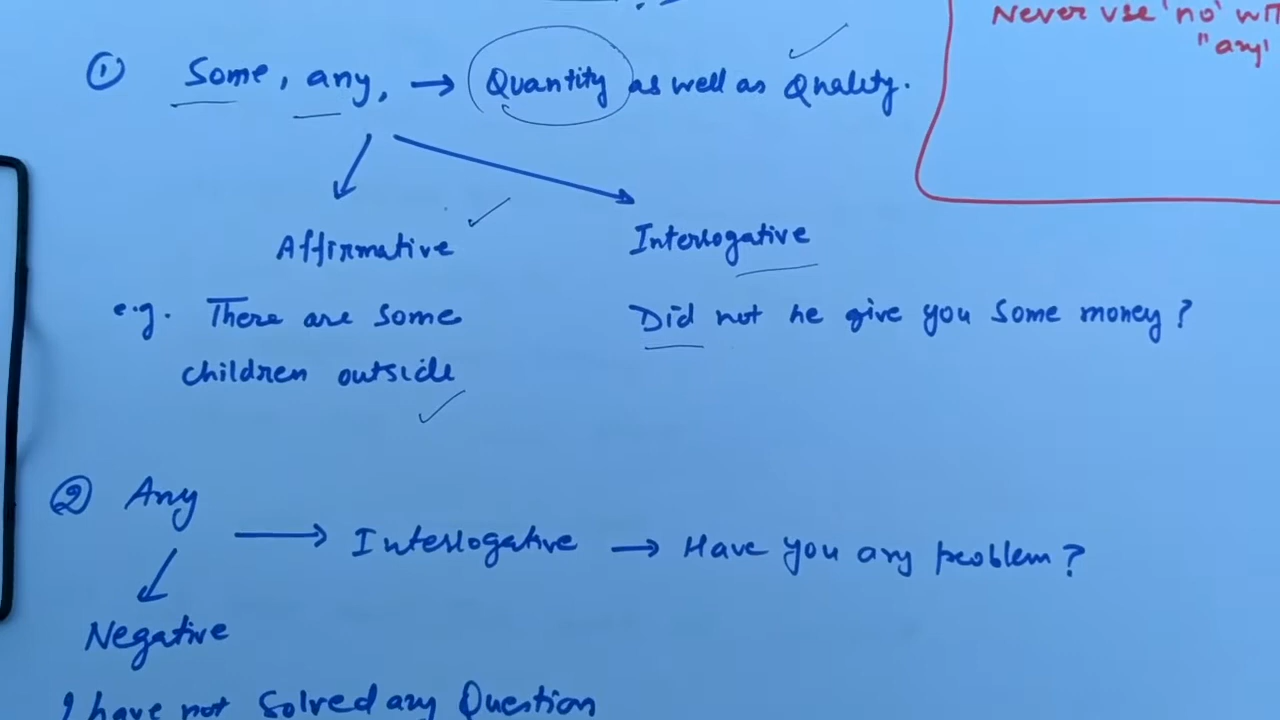 Never use 'no' with
"any'
① Some, any, → Quantity as well as Quality.
Affirmative
Interrogative
e.g. There are some
children outside
Did not he give you some money?
② Any
→ Interrogative → Have you any problem?
Negative
I have not solved any Question